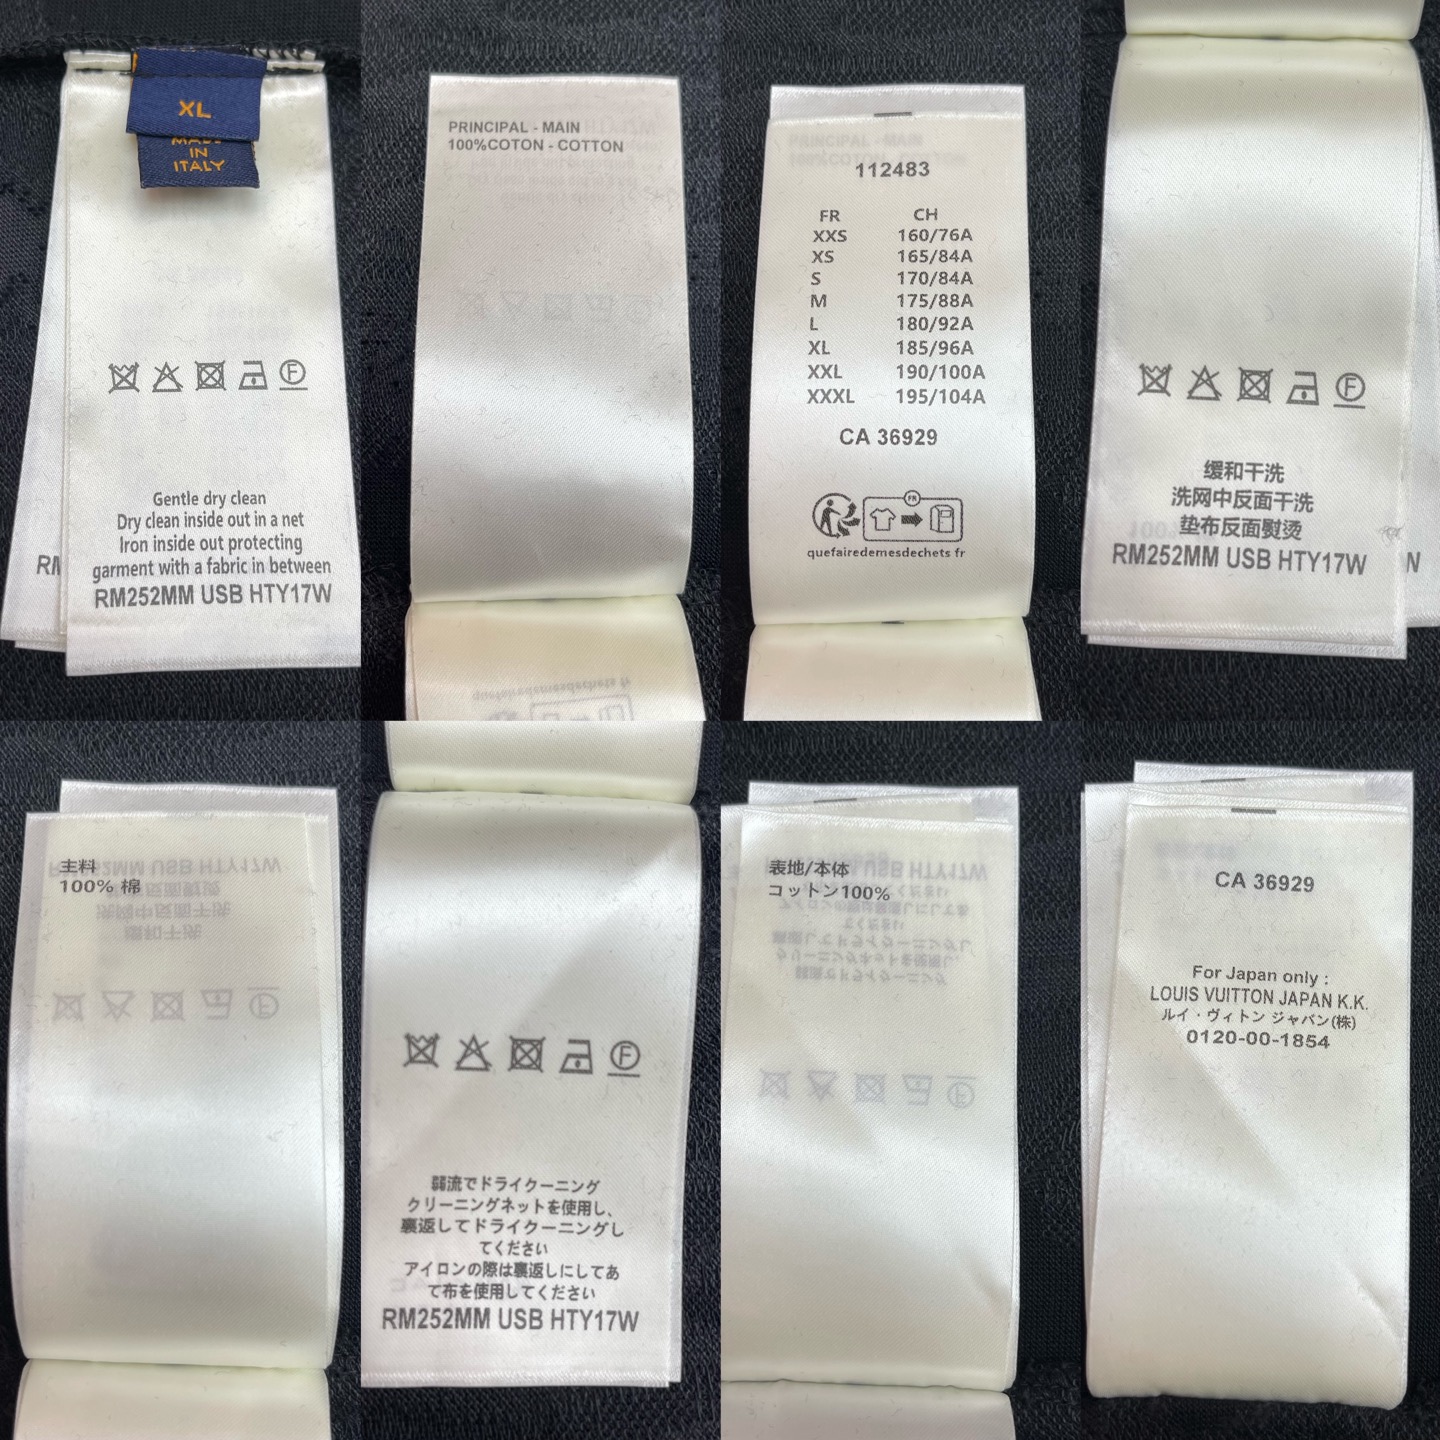 XL
MADE
IN
ITALY
Gentle dry clean
Dry clean inside out in a net
Iron inside out protecting
garment with a fabric in between
RM252MM USB HTY17W
RM
PRINCIPAL - MAIN
100%COTON - COTTON
quefairedemesdechets fr
112483
FR CH
XXS 160/76A
XS 165/84A
S 170/84A
M 175/88A
L 180/92A
XL 185/96A
XXL 190/100A
XXXL 195/104A
CA 36929
FR
quefairedemesdechets fr
F
缓和干洗
洗网中反面干洗
垫布反面熨烫
RM252MM USB HTY17W
N
主料
100% 棉
F
弱流でドライクーニング
クリーニングネットを使用し、
裏返してドライクーニングし
てください
アイロンの際は裏返しにしてあ
て布を使用してください
RM252MM USB HTY17W
表地/本体
コットン100%
CA 36929
For Japan only :
LOUIS VUITTON JAPAN K.K.
ルイ・ヴィトン ジャパン(株)
0120-00-1854